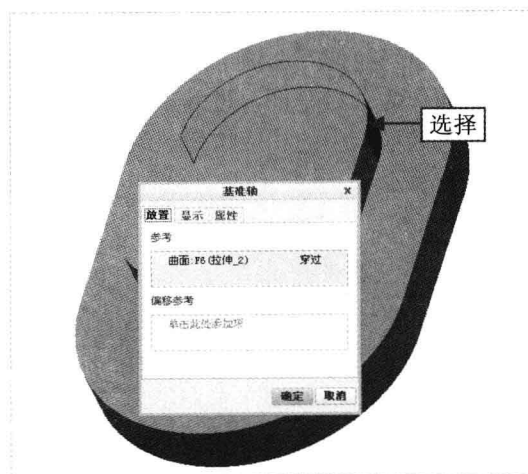 选择
基准轴 x
放置 显示 属性
参考
曲面:F6(拉伸_2) 穿过
偏移参考
单击此处添加项
确定 取消